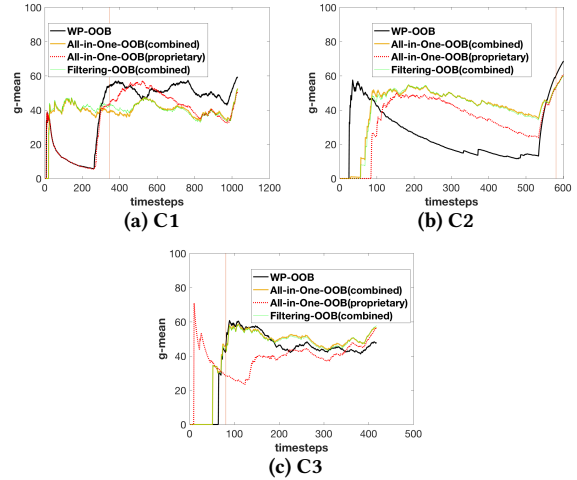 100
80
60
40
20
0
g-mean
WP-OOB
All-in-One-OOB(combined)
All-in-One-OOB(proprietary)
Filtering-OOB(combined)
0 200 400 600 800 1000 1200
timesteps
(a) C1
100
80
60
40
20
0
g-mean
WP-OOB
All-in-One-OOB(combined)
All-in-One-OOB(proprietary)
Filtering-OOB(combined)
0 100 200 300 400 500 600
timesteps
(b) C2
100
80
60
40
20
0
g-mean
WP-OOB
All-in-One-OOB(combined)
All-in-One-OOB(proprietary)
Filtering-OOB(combined)
0 100 200 300 400 500
timesteps
(c) C3